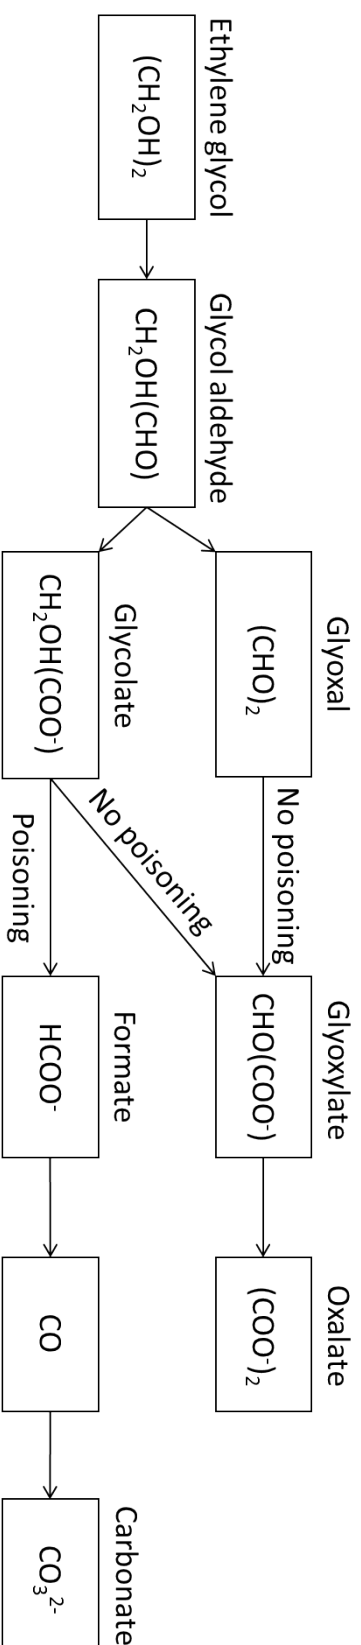 Ethylene glycol
(CH₂OH)₂
Glycol aldehyde
CH₂OH(CHO)
Glyoxal
(CHO)₂
No poisoning
Glyoxylate
CHO(COO⁻)
Oxalate
(COO⁻)₂
Glycolate
CH₂OH(COO⁻)
No poisoning
Poisoning
Formate
HCOO⁻
CO
Carbonate
CO₃²⁻